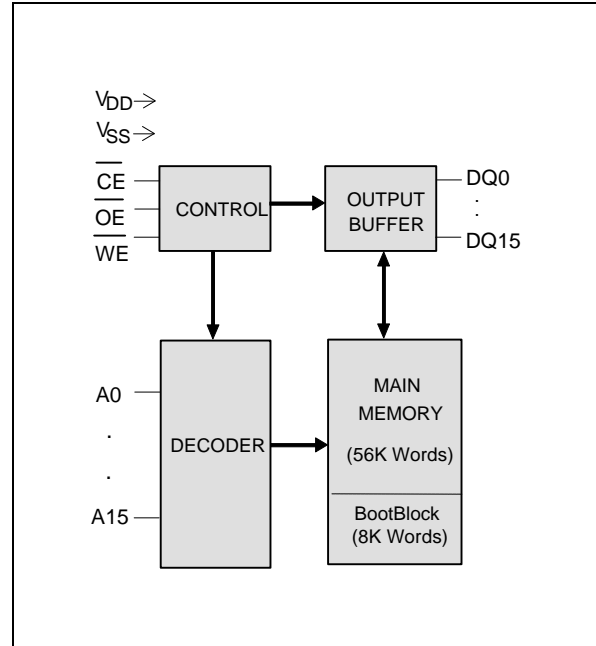 VDD
VSS
CE
OE
WE
CONTROL
OUTPUT
BUFFER
DQ0
:
DQ15
A0
.
.
A15
DECODER
MAIN
MEMORY
(56K Words)
BootBlock
(8K Words)